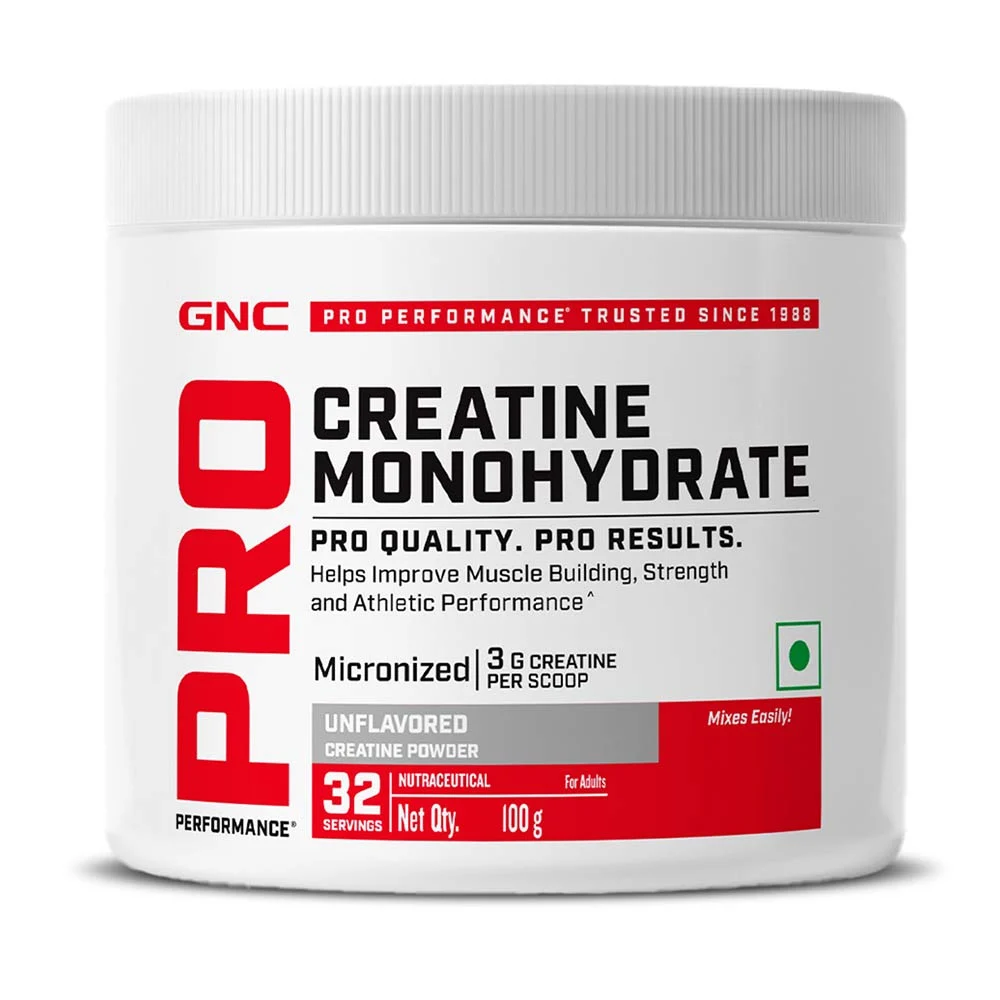 GNC PRO PERFORMANCE® TRUSTED SINCE 1988
PRO
PERFORMANCE®
CREATINE
MONOHYDRATE
PRO QUALITY. PRO RESULTS.
Helps Improve Muscle Building, Strength
and Athletic Performance^
Micronized
3 G CREATINE
PER SCOOP
Mixes Easily!
UNFLAVORED
CREATINE POWDER
32
SERVINGS
NUTRACEUTICAL For Adults
Net Qty. 100 g